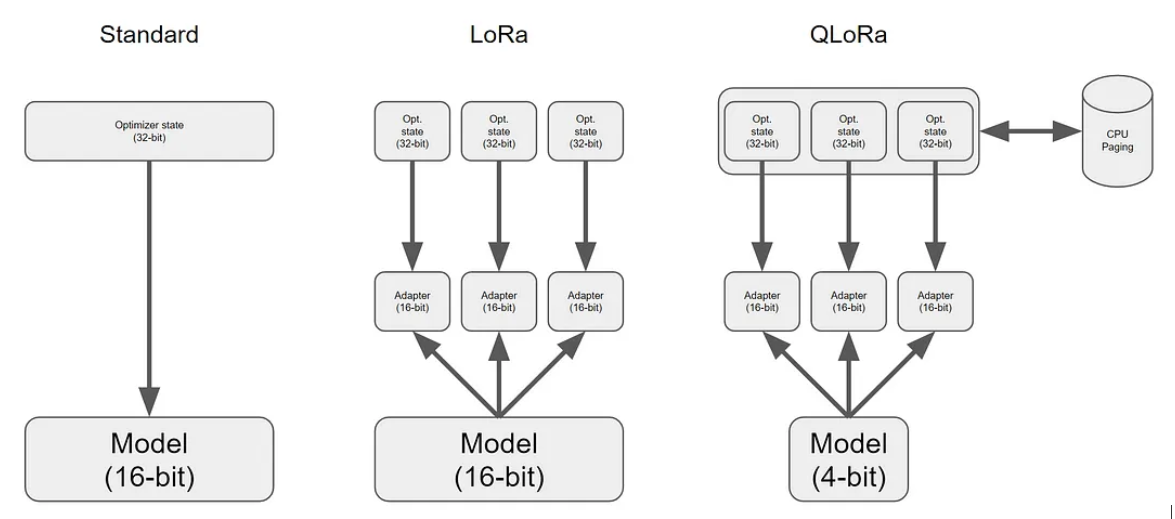 Standard
LoRa
QLoRa
Optimizer state
(32-bit)
Opt.
state
(32-bit)
Opt.
state
(32-bit)
Opt.
state
(32-bit)
Opt.
state
(32-bit)
Opt.
state
(32-bit)
Opt.
state
(32-bit)
CPU
Paging
Adapter
(16-bit)
Adapter
(16-bit)
Adapter
(16-bit)
Adapter
(16-bit)
Adapter
(16-bit)
Adapter
(16-bit)
Model
(16-bit)
Model
(16-bit)
Model
(4-bit)